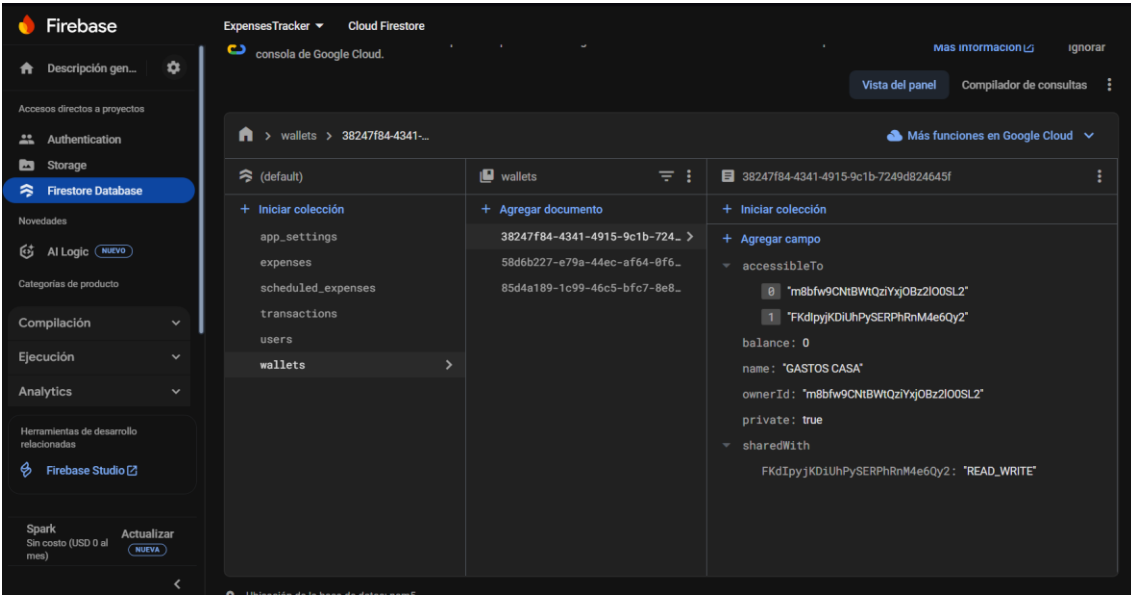 Firebase
ExpensesTracker
Cloud Firestore
consola de Google Cloud.
Más información
Ignorar
Descripción gen...
Vista del panel
Compilador de consultas
Accesos directos a proyectos
Authentication
Storage
Firestore Database
Novedades
AI Logic NUEVO
Categorías de producto
Compilación
Ejecución
Analytics
Herramientas de desarrollo
relacionadas
Firebase Studio
Spark
Sin costo (USD 0 al
mes)
Actualizar
NUEVA
> wallets > 38247f84-4341-...
Más funciones en Google Cloud
(default)
+ Iniciar colección
app_settings
expenses
scheduled_expenses
transactions
users
wallets
wallets
+ Agregar documento
38247f84-4341-4915-9c1b-724…
58d6b227-e79a-44ec-af64-0f6…
85d4a189-1c99-46c5-bfc7-8e8…
38247f84-4341-4915-9c1b-7249d824645f
+ Iniciar colección
+ Agregar campo
accessibleTo
0 "m8bfw9CNtBWtQziYxjOBz2lO0SL2"
1 "FKdIpyjKDiUhPySERPhRnM4e6Qy2"
balance: 0
name: "GASTOS CASA"
ownerId: "m8bfw9CNtBWtQziYxjOBz2lO0SL2"
private: true
sharedWith
FKdIpyjKDiUhPySERPhRnM4e6Qy2: "READ_WRITE"